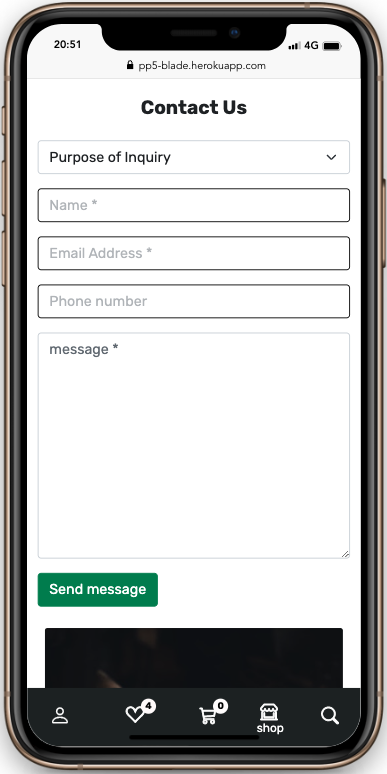 20:51
4G
pp5-blade.herokuapp.com
Contact Us
Purpose of Inquiry
Name *
Email Address *
Phone number
message *
Send message
4
0
shop